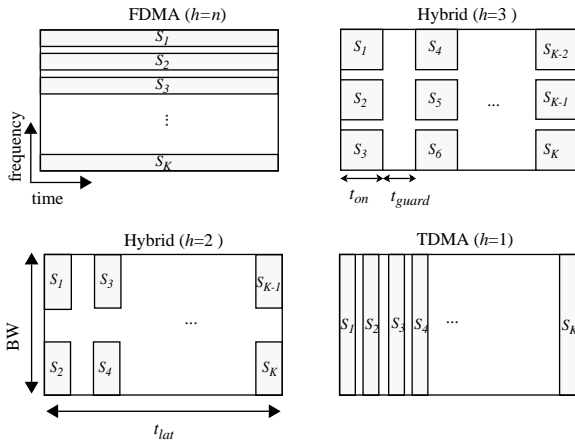 FDMA (h=n)
S1
S2
S3
...
SK
frequency
time
Hybrid (h=3)
S1 S4 SK-2
S2 S5 ... SK-1
S3 S6 SK
ton tguard
Hybrid (h=2 )
S1 S3 SK-1
...
S2 S4 SK
BW
tlat
TDMA (h=1)
S1 S2 S3 S4 ... SK